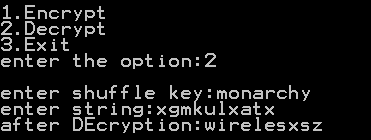 1.Encrypt
2.Decrypt
3.Exit
enter the option:2
enter shuffle key:monarchy
enter string:xgmkulxatx
after DEcryption:wirelesxsz